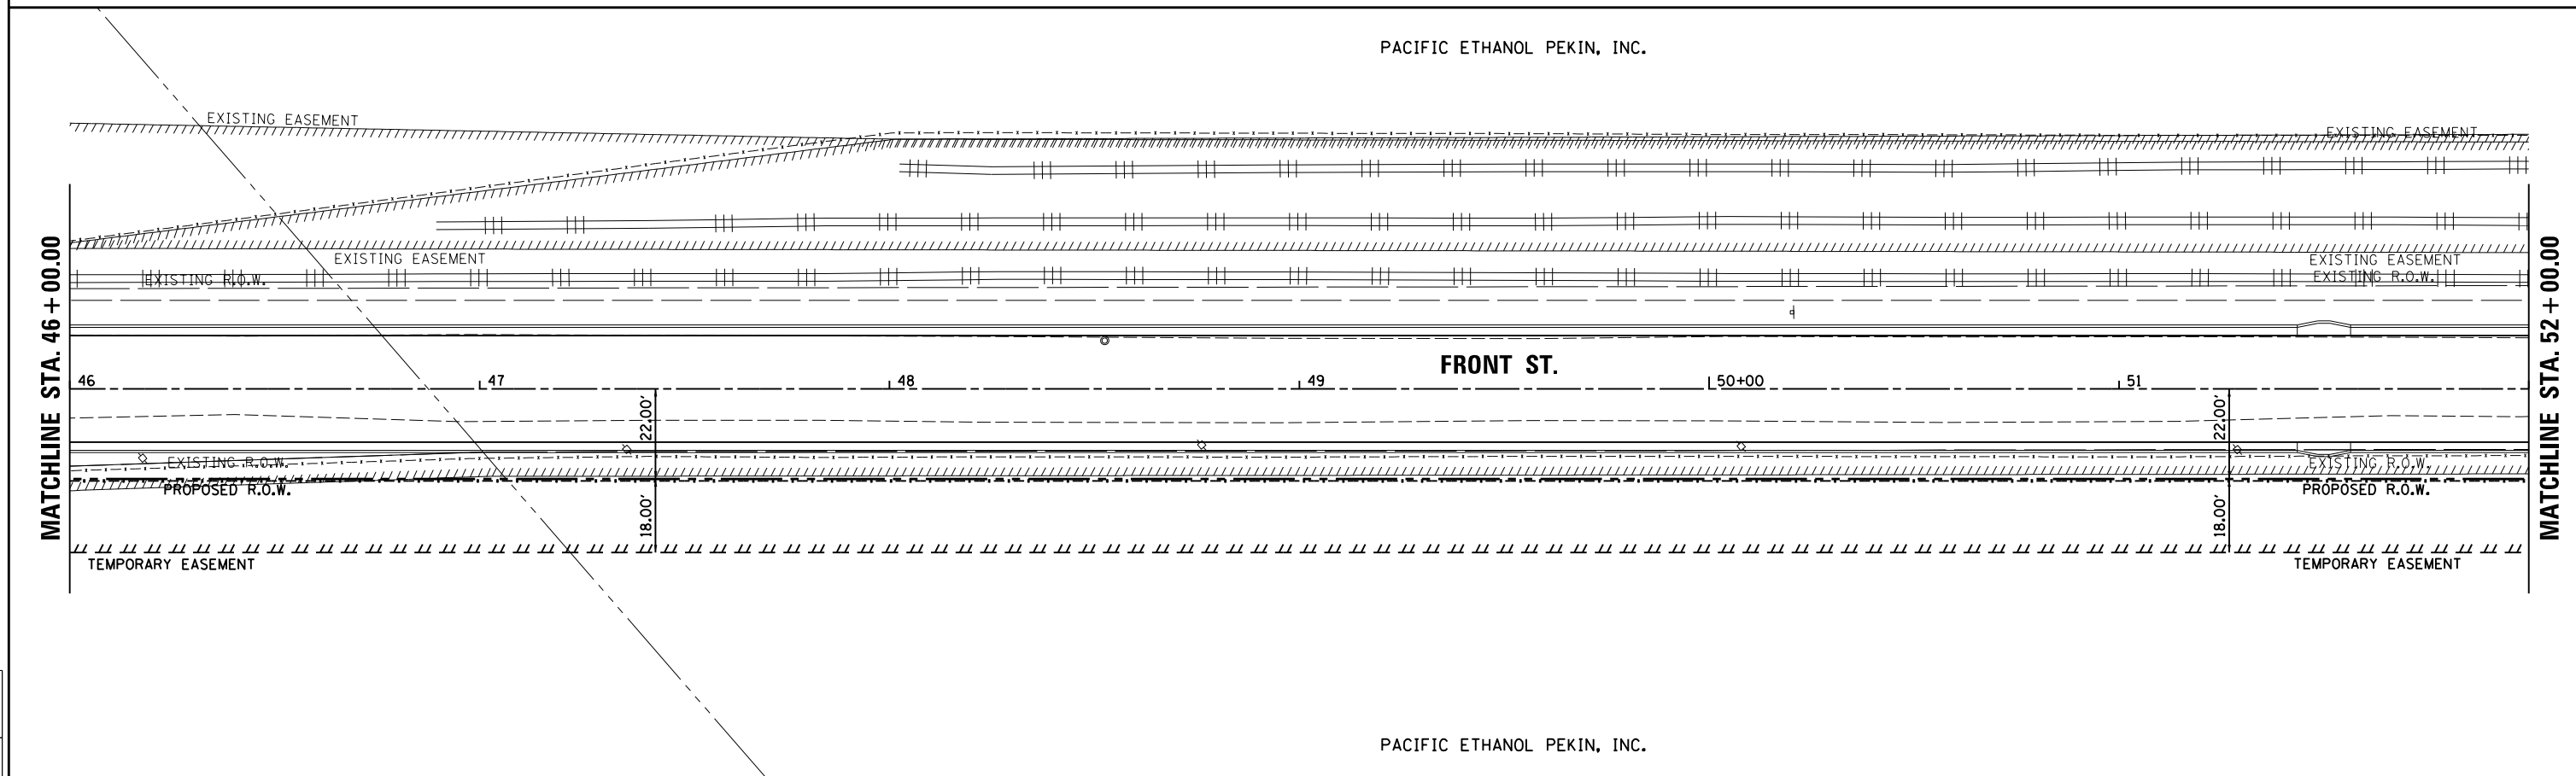 PACIFIC ETHANOL PEKIN, INC.
EXISTING EASEMENT
EXISTING EASEMENT
EXISTING EASEMENT
EXISTING EASEMENT
EXISTING R.O.W.
EXISTING R.O.W.
MATCHLINE STA. 46+00.00
MATCHLINE STA. 52+00.00
FRONT ST.
46 47 48 49 50+00 51
22.00'
22.00'
EXISTING R.O.W.
EXISTING R.O.W.
PROPOSED R.O.W.
PROPOSED R.O.W.
18.00'
18.00'
TEMPORARY EASEMENT
TEMPORARY EASEMENT
PACIFIC ETHANOL PEKIN, INC.